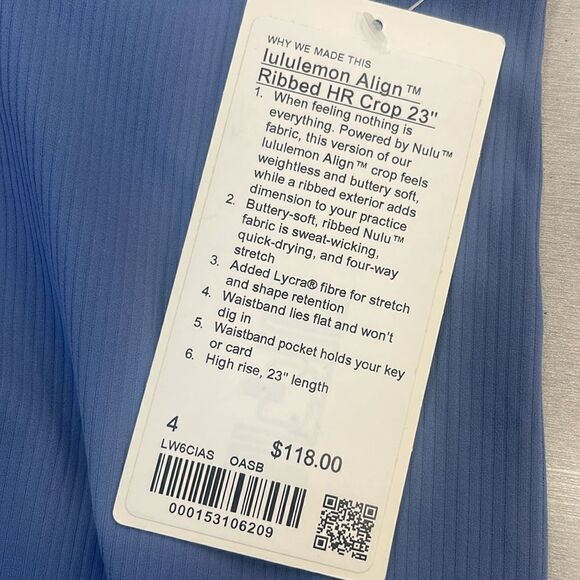 WHY WE MADE THIS
lululemon Align™
Ribbed HR Crop 23"
1. When feeling nothing is
everything. Powered by Nulu™
fabric, this version of our
lululemon Align™ crop feels
weightless and buttery soft,
while a ribbed exterior adds
dimension to your practice
2. Buttery-soft, ribbed Nulu™
fabric is sweat-wicking,
quick-drying, and four-way
stretch
3. Added Lycra® fibre for stretch
and shape retention
4. Waistband lies flat and won't
dig in
5. Waistband pocket holds your key
or card
6. High rise, 23" length
4
$118.00
LW6CIAS OASB
000153106209